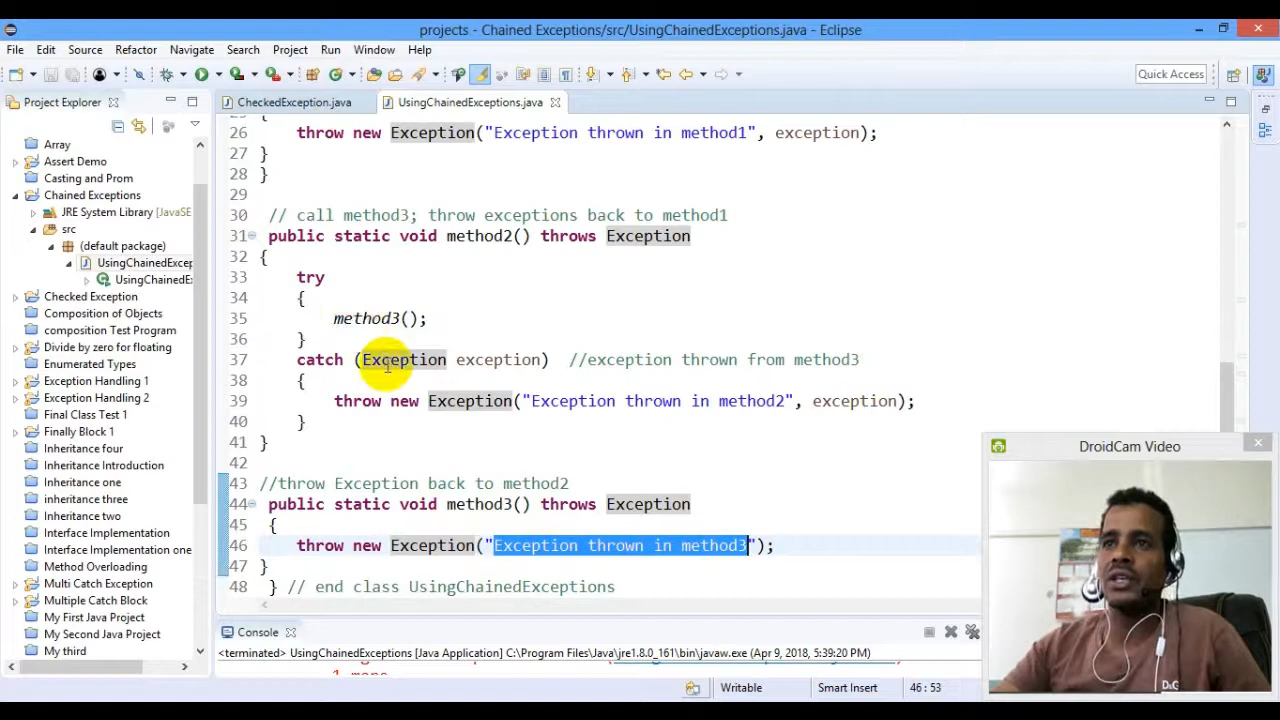 projects - Chained Exceptions/src/UsingChainedExceptions.java - Eclipse
File Edit Source Refactor Navigate Search Project Run Window Help
Quick Access
Project Explorer
CheckedException.java
UsingChainedExceptions.java
Array
Assert Demo
Casting and Prom
Chained Exceptions
JRE System Library [JavaSE
src
(default package)
UsingChainedExcep
UsingChainedE
Checked Exception
Composition of Objects
composition Test Program
Divide by zero for floating
Enumerated Types
Exception Handling 1
Exception Handling 2
Final Class Test 1
Finally Block 1
Inheritance four
Inheritance Introduction
Inheritance one
inheritance three
Inheritance two
Interface Implementation
Interface Implementation one
Method Overloading
Multi Catch Exception
Multiple Catch Block
My First Java Project
My Second Java Project
My third
26 throw new Exception("Exception thrown in method1", exception);
27 }
28 }
29
30 // call method3; throw exceptions back to method1
31 public static void method2() throws Exception
32 {
33 try
34 {
35 method3();
36 }
37 catch (Exception exception) //exception thrown from method3
38 {
39 throw new Exception("Exception thrown in method2", exception);
40 }
41 }
42
43 //throw Exception back to method2
44 public static void method3() throws Exception
45 {
46 throw new Exception("Exception thrown in method3");
47 }
48 } // end class UsingChainedExceptions
Console
<terminated> UsingChainedExceptions [Java Application] C:\Program Files\Java\jre1.8.0_161\bin\javaw.exe (Apr 9, 2018, 5:39:20 PM)
Writable Smart Insert 46 : 53
DroidCam Video
D&G